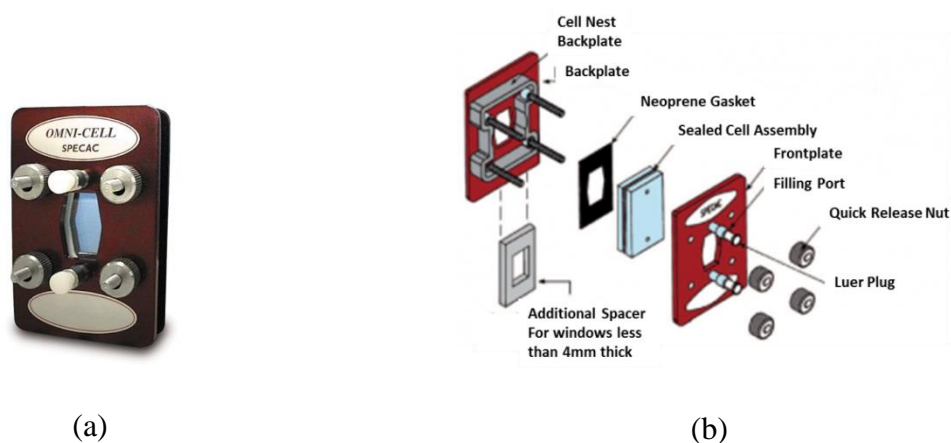 OMNI-CELL
SPECAC
(a)
Cell Nest
Backplate
Backplate
Neoprene Gasket
Sealed Cell Assembly
Frontplate
Filling Port
Quick Release Nut
SPECAC
Luer Plug
Additional Spacer
For windows less
than 4mm thick
(b)